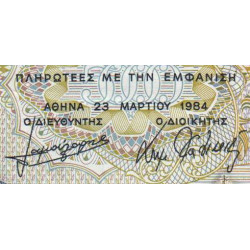 ΠΛΗΡΩΤΕΕΣ ΜΕ ΤΗΝ ΕΜΦΑΝΙΣΗ
ΑΘΗΝΑ 23 ΜΑΡΤΙΟΥ 1984
Ο ΔΙΕΥΘΥΝΤΗΣ Ο ΔΙΟΙΚΗΤΗΣ